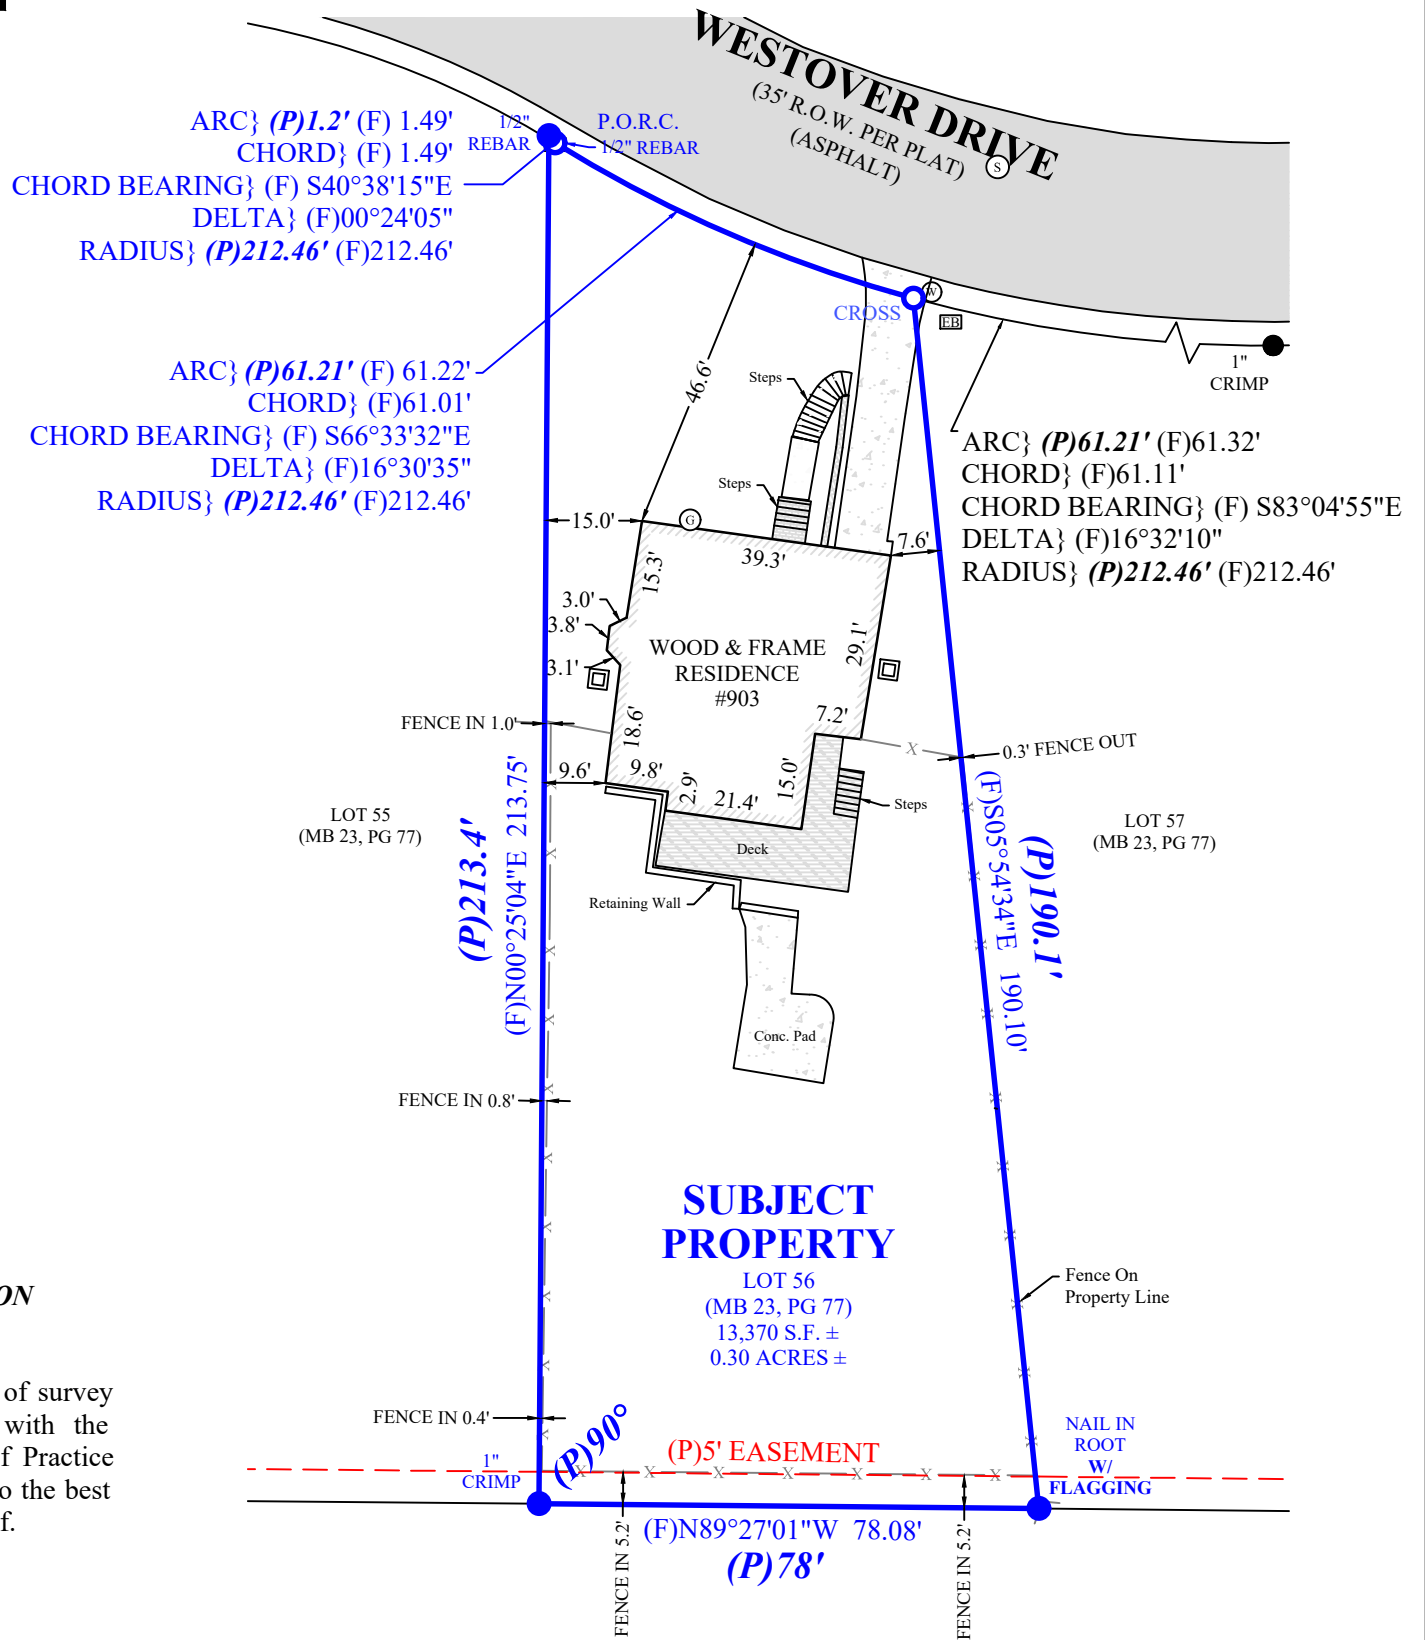 WESTOVER DRIVE
(35' R.O.W. PER PLAT)
(ASPHALT)
S
ARC} (P)1.2' (F) 1.49'
CHORD} (F) 1.49'
CHORD BEARING} (F) S40°38'15"E
DELTA} (F)00°24'05"
RADIUS} (P)212.46' (F)212.46'
1/2"
REBAR
P.O.R.C.
1/2" REBAR
ARC} (P)61.21' (F) 61.22'
CHORD} (F)61.01'
CHORD BEARING} (F) S66°33'32"E
DELTA} (F)16°30'35"
RADIUS} (P)212.46' (F)212.46'
CROSS
W
EB
1"
CRIMP
ARC} (P)61.21' (F)61.32'
CHORD} (F)61.11'
CHORD BEARING} (F) S83°04'55"E
DELTA} (F)16°32'10"
RADIUS} (P)212.46' (F)212.46'
46.6'
Steps
Steps
15.0'
G
39.3'
7.6'
15.3'
3.0'
3.8'
3.1'
WOOD & FRAME
RESIDENCE
#903
29.1'
7.2'
18.6'
FENCE IN 1.0'
X
0.3' FENCE OUT
9.6'
9.8'
2.9'
21.4'
15.0'
Steps
Deck
Retaining Wall
Conc. Pad
LOT 55
(MB 23, PG 77)
LOT 57
(MB 23, PG 77)
(P)213.4'
(F)N00°25'04"E 213.75'
(F)S05°54'34"E 190.10'
(P)190.1'
FENCE IN 0.8'
SUBJECT
PROPERTY
LOT 56
(MB 23, PG 77)
13,370 S.F. ±
0.30 ACRES ±
Fence On
Property Line
ON
of survey
with the
f Practice
o the best
f.
FENCE IN 0.4'
(P)90°
1"
CRIMP
(P)5' EASEMENT
X X X X X X X
NAIL IN
ROOT
W/
FLAGGING
FENCE IN 5.2'
(F)N89°27'01"W 78.08'
(P)78'
FENCE IN 5.2'